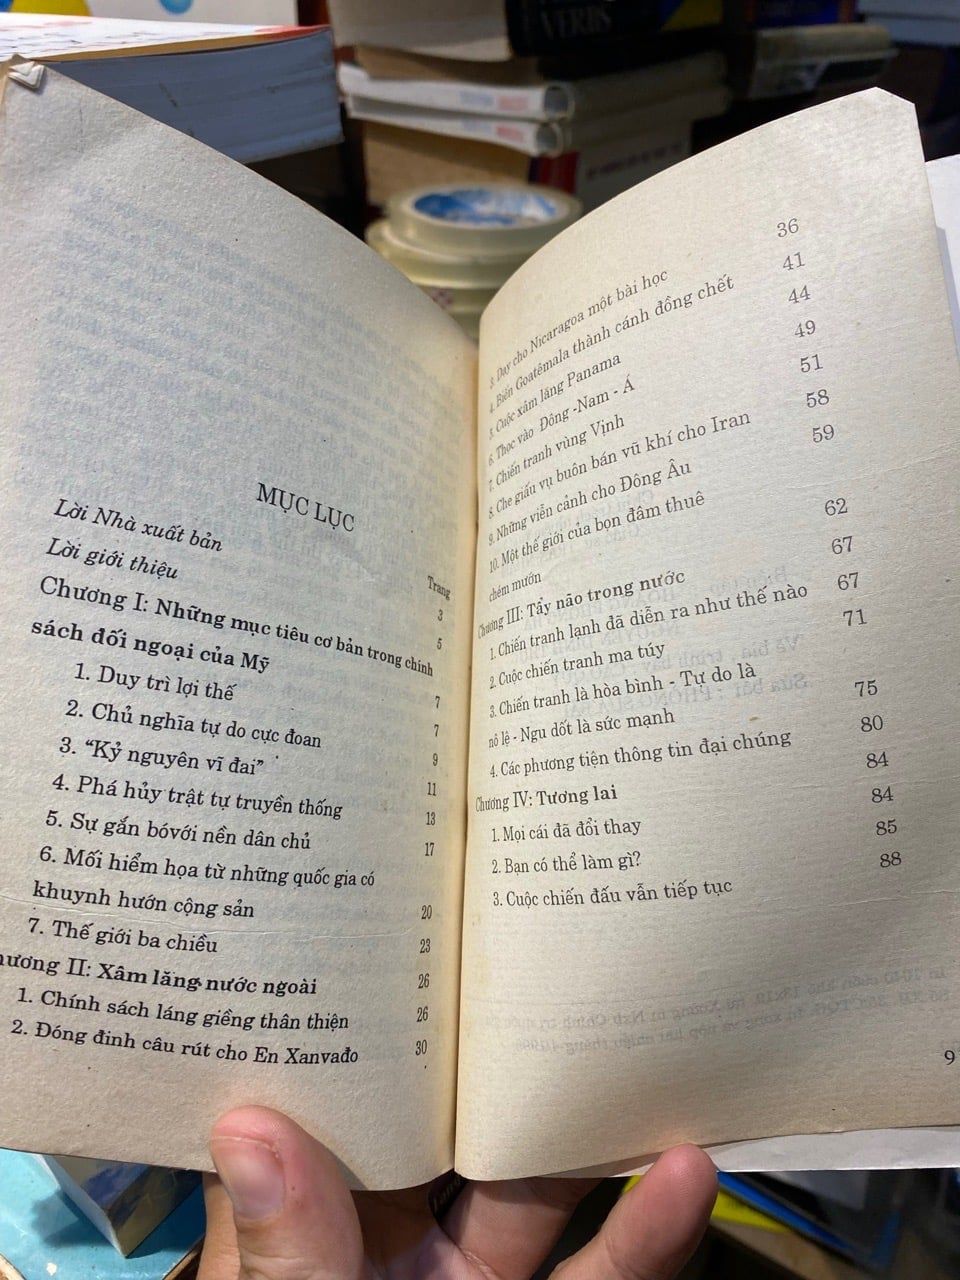 VERBS
MỤC LỤC
Trang
Lời Nhà xuất bản 3
Lời giới thiệu 5
Chương I: Những mục tiêu cơ bản trong chính
sách đối ngoại của Mỹ 7
1. Duy trì lợi thế 7
2. Chủ nghĩa tự do cực đoan 9
3. “Kỷ nguyên vĩ đai” 11
4. Phá hủy trật tự truyền thống 13
5. Sự gắn bóvới nền dân chủ 17
6. Mối hiểm họa từ những quốc gia có
khuynh hướn cộng sản 20
7. Thế giới ba chiều 23
ương II: Xâm lăng nước ngoài 26
1. Chính sách láng giềng thân thiện 26
2. Đóng đinh câu rút cho En Xanvađo 30
3. Dạy cho Nicaragoa một bài học 36
4. Biến Goatêmala thành cánh đồng chết 41
5. Cuộc xâm lăng Panama 44
6. Thọc vào Đông -Nam - Á 49
7. Chiến tranh vùng Vịnh 51
8. Che giấu vụ buôn bán vũ khí cho Iran 58
9. Những viễn cảnh cho Đông Âu 59
10. Một thế giới của bọn đâm thuê
chém mướn 62
Chương III: Tẩy não trong nước 67
1. Chiến tranh lạnh đã diễn ra như thế nào 67
2. Cuộc chiến tranh ma túy 71
3. Chiến tranh là hòa bình - Tự do là
nô lệ - Ngu dốt là sức mạnh 75
4. Các phương tiện thông tin đại chúng 80
Chương IV: Tương lai 84
1. Mọi cái đã đổi thay 84
2. Bạn có thể làm gì? 85
3. Cuộc chiến đấu vẫn tiếp tục 88
9